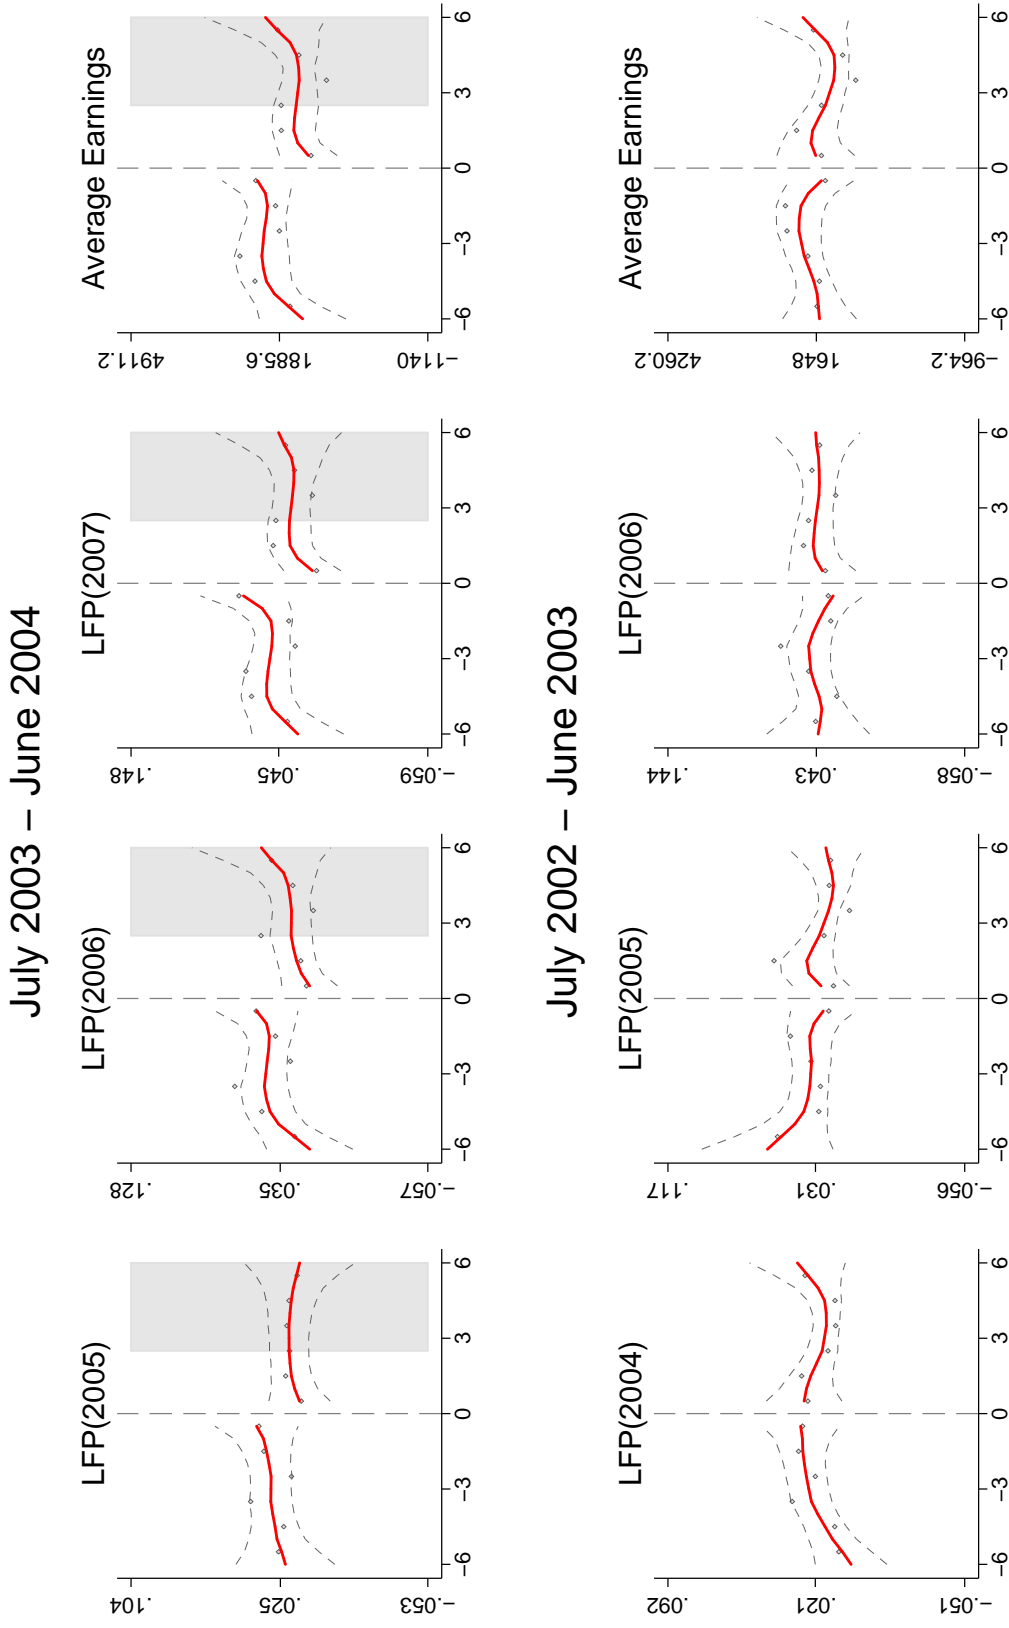 July 2003 – June 2004
LFP(2005)
LFP(2006)
LFP(2007)
Average Earnings
.104
.025
−.053
−6 −3 0 3 6
.128
.035
−.057
−6 −3 0 3 6
.148
.045
−.059
−6 −3 0 3 6
4911.2
1885.6
−1140
−6 −3 0 3 6
July 2002 – June 2003
LFP(2004)
LFP(2005)
LFP(2006)
Average Earnings
.092
.021
−.051
−6 −3 0 3 6
.117
.031
−.056
−6 −3 0 3 6
.144
.043
−.058
−6 −3 0 3 6
4260.2
1648
−964.2
−6 −3 0 3 6